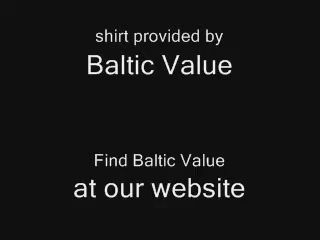 shirt provided by
Baltic Value
Find Baltic Value
at our website